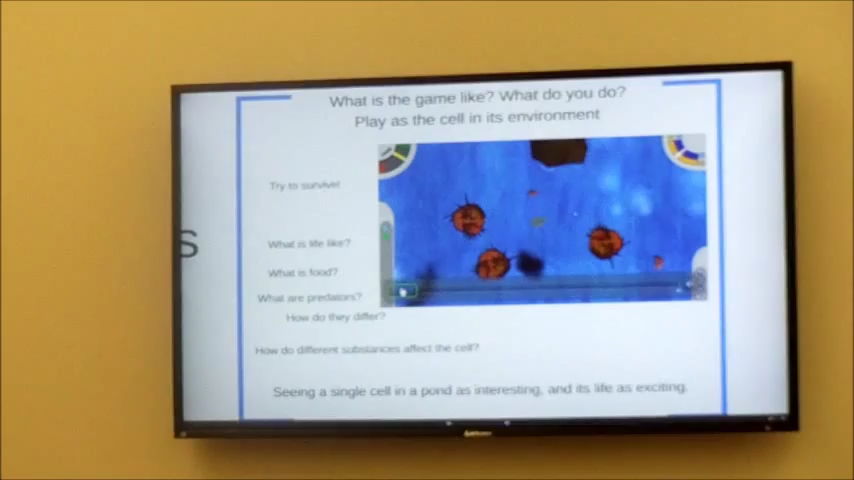 What is the game like? What do you do?
Play as the cell in its environment
Try to survive!
s
What is life like?
What is food?
What are predators?
How do they differ?
How do different substances affect the cell?
Seeing a single cell in a pond as interesting, and its life as exciting.